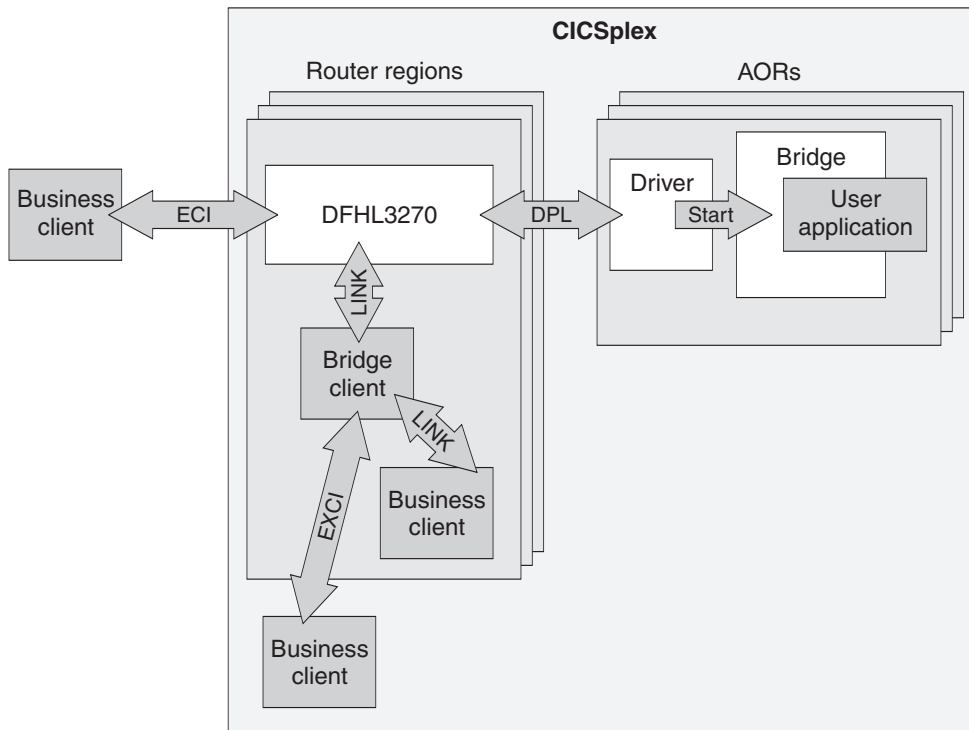 CICSplex
Router regions
AORs
Business
client
ECI
DFHL3270
DPL
Driver
Start
Bridge
User
application
LINK
Bridge
client
LINK
Business
client
EXCI
Business
client